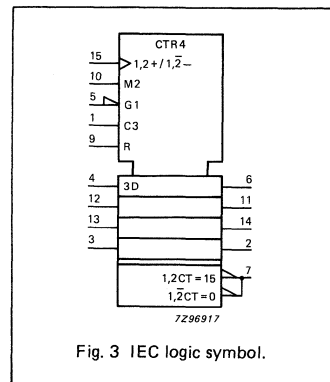 CTR4
15 1,2+/1,2̅−
10 M2
5 G1
1 C3
9 R
4 3D 6
12 11
13 14
3 2
1,2CT=15 7
1,2̅CT=0
7Z96917
Fig. 3 IEC logic symbol.